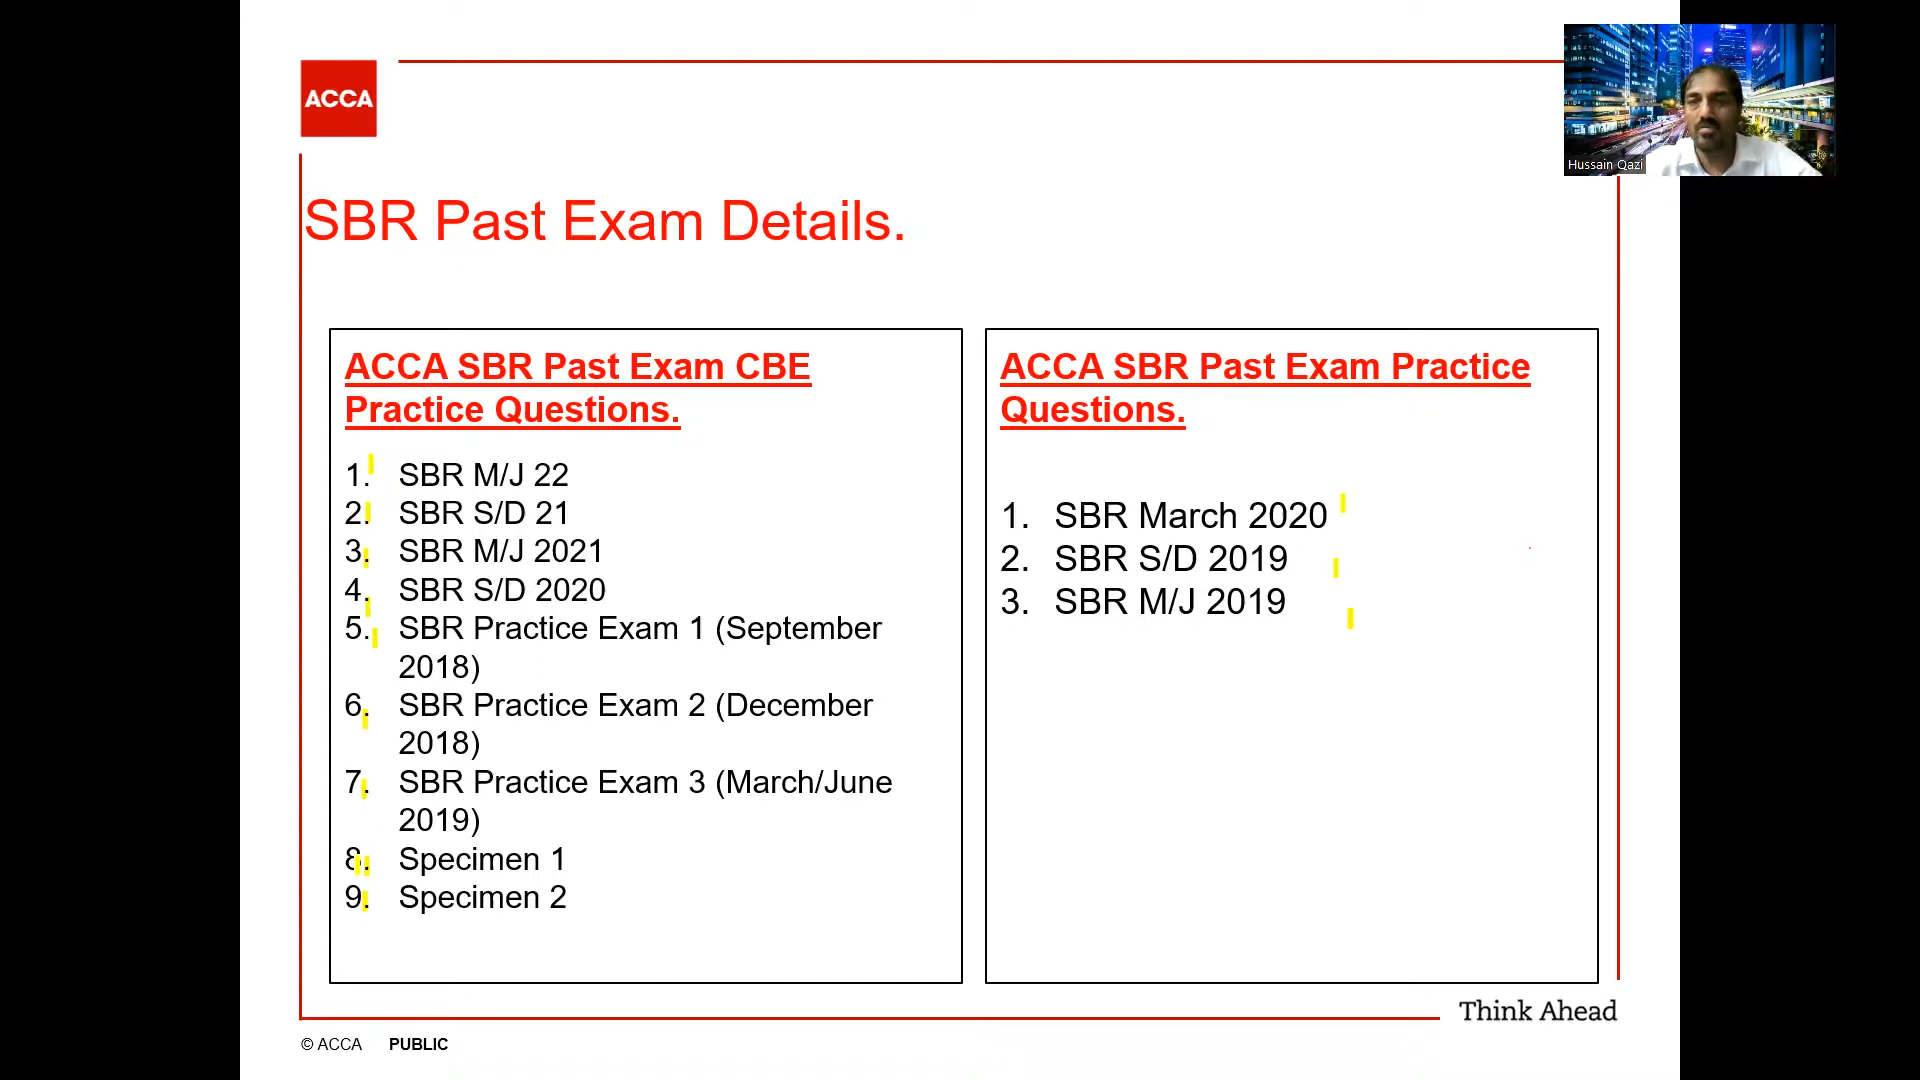 ACCA
Hussain Qazi
SBR Past Exam Details.
ACCA SBR Past Exam CBE
Practice Questions.
1. SBR M/J 22
2. SBR S/D 21
3. SBR M/J 2021
4. SBR S/D 2020
5. SBR Practice Exam 1 (September
2018)
6. SBR Practice Exam 2 (December
2018)
7. SBR Practice Exam 3 (March/June
2019)
8. Specimen 1
9. Specimen 2
ACCA SBR Past Exam Practice
Questions.
1. SBR March 2020
2. SBR S/D 2019
3. SBR M/J 2019
Think Ahead
© ACCA PUBLIC